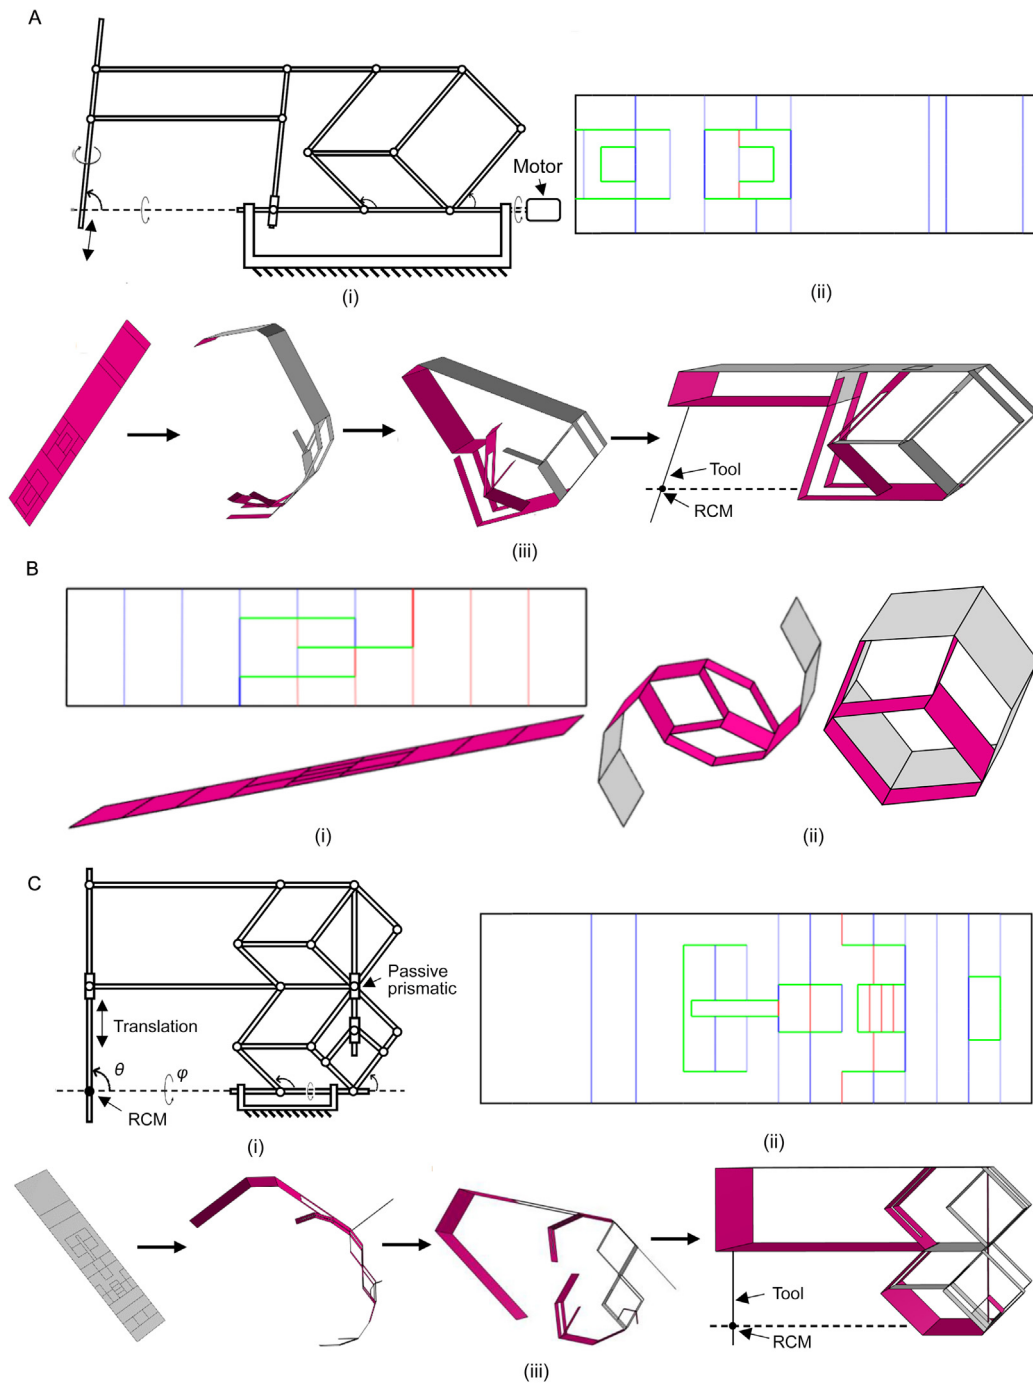 A
Motor
(i)
(ii)
Tool
RCM
(iii)
B
(i)
(ii)
C
Passive
prismatic
Translation
θ
φ
RCM
(i)
(ii)
Tool
RCM
(iii)